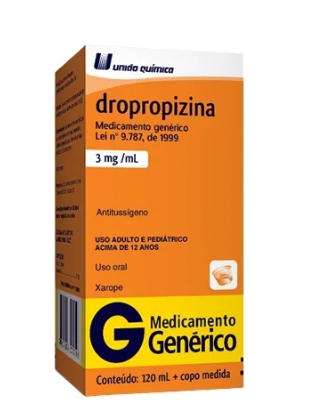 união química
dropropizina
Medicamento genérico
Lei nº 9.787, de 1999
3 mg/mL
Antitussígeno
USO ADULTO E PEDIÁTRICO
ACIMA DE 12 ANOS
Uso oral
Xarope
G Medicamento
Genérico
Conteúdo: 120 mL + copo medida